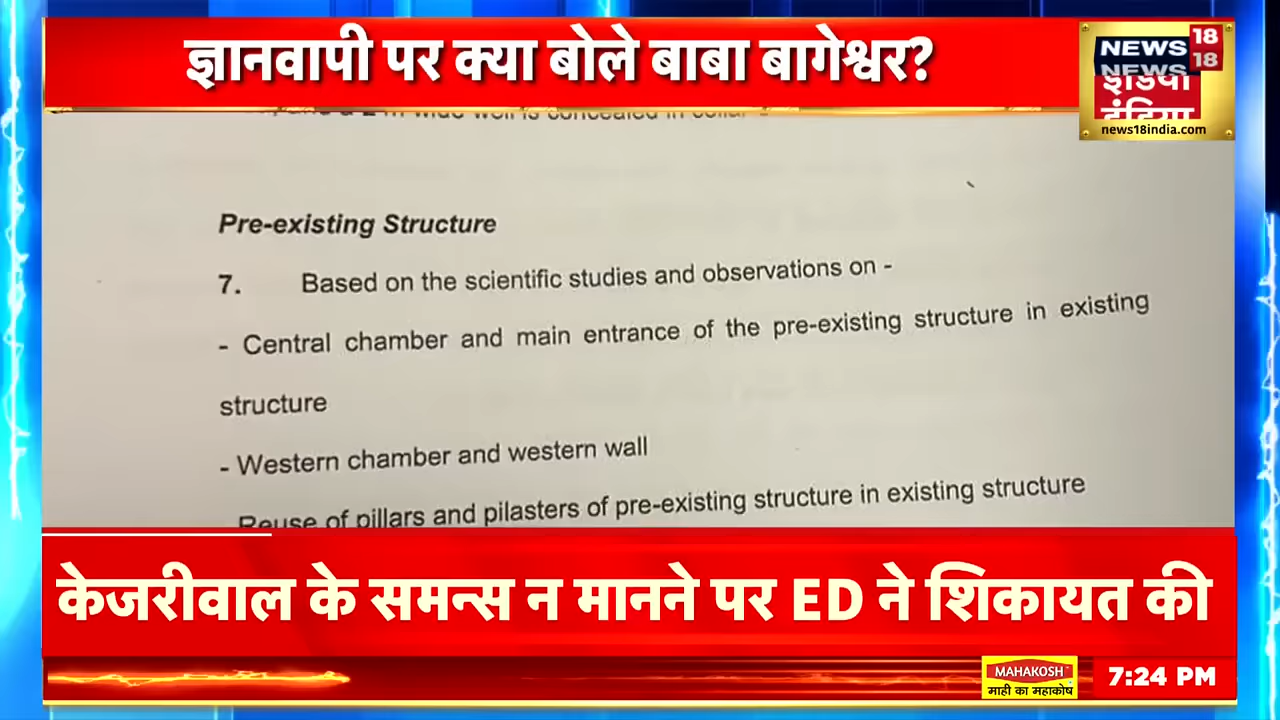 ज्ञानवापी पर क्या बोले बाबा बागेश्वर?
NEWS 18
NEWS 18
इंडिया
इंडिया
news18india.com
Pre-existing Structure
7. Based on the scientific studies and observations on -
- Central chamber and main entrance of the pre-existing structure in existing
structure
- Western chamber and western wall
Reuse of pillars and pilasters of pre-existing structure in existing structure
केजरीवाल के समन्स न मानने पर ED ने शिकायत की
MAHAKOSH
माही का महाकोष
7:24 PM